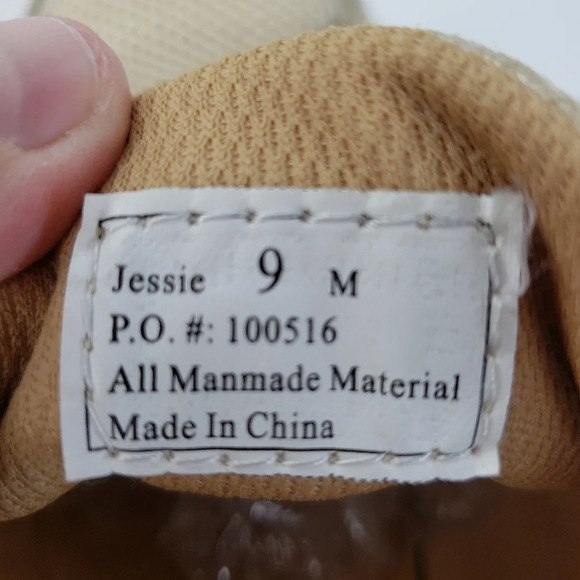 Jessie 9 M
P.O. #: 100516
All Manmade Material
Made In China